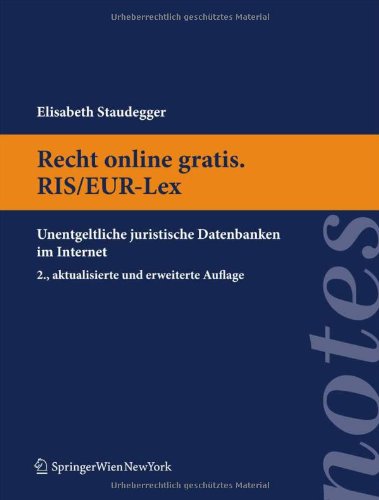 Urheberrechtlich geschütztes Material
Elisabeth Staudegger
Recht online gratis.
RIS/EUR-Lex
Unentgeltliche juristische Datenbanken
im Internet
2., aktualisierte und erweiterte Auflage
notes
SpringerWienNewYork
Urheberrechtlich geschütztes Material